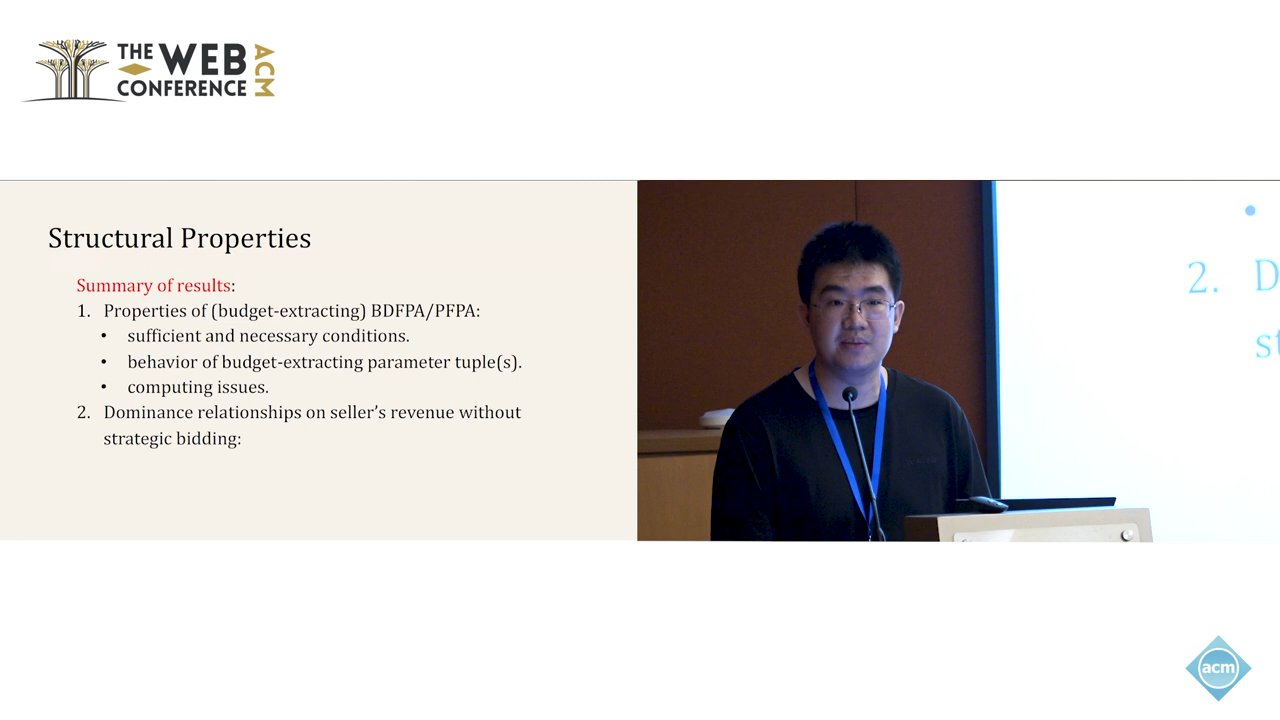 THE WEB
CONFERENCE
ACM
Structural Properties
Summary of results:
1. Properties of (budget-extracting) BDFPA/PFPA:
• sufficient and necessary conditions.
• behavior of budget-extracting parameter tuple(s).
• computing issues.
2. Dominance relationships on seller's revenue without
strategic bidding:
•
2. D
st
acm